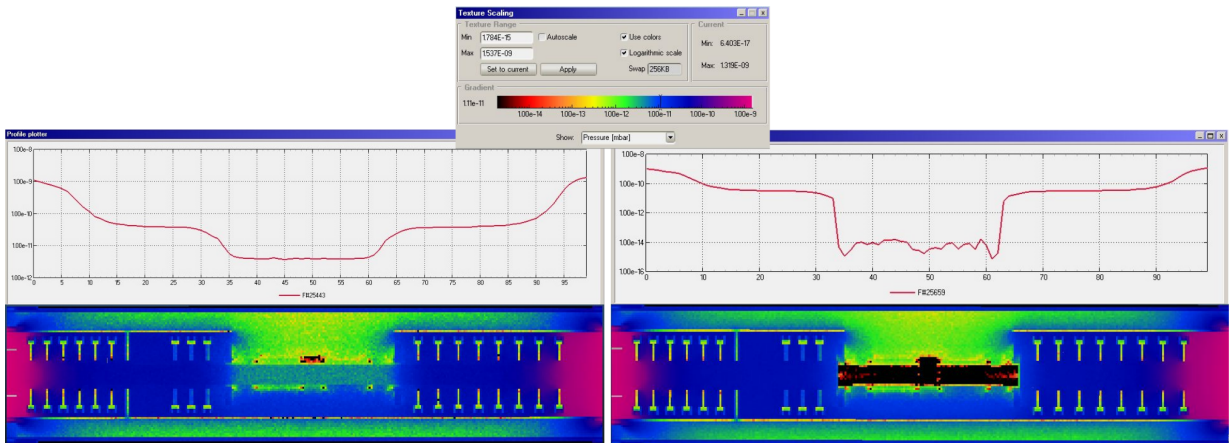 Texture Scaling
Texture Range
Min 1.784E-15 Autoscale Use colors
Max 1.537E-09 Logarithmic scale
Set to current Apply Swap 256KB
Current
Min: 6.403E-17
Max: 1.319E-09
Gradient
1.11e-11
1.00e-14 1.00e-13 1.00e-12 1.00e-11 1.00e-10 1.00e-9
Show: Pressure [mbar]
Profile plotter
1.00e-8
1.00e-9
1.00e-10
1.00e-11
1.00e-12
0 5 10 15 20 25 30 35 40 45 50 55 60 65 70 75 80 85 90 95
F#25443
1.00e-8
1.00e-10
1.00e-12
1.00e-14
1.00e-16
0 10 20 30 40 50 60 70 80 90
F#25659